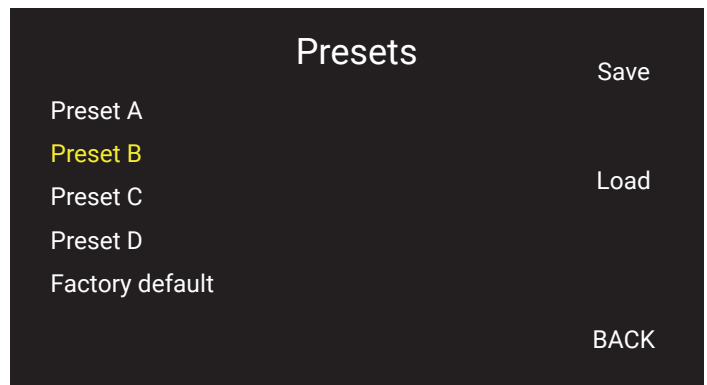 Presets
Save
Preset A
Preset B
Preset C
Load
Preset D
Factory default
BACK